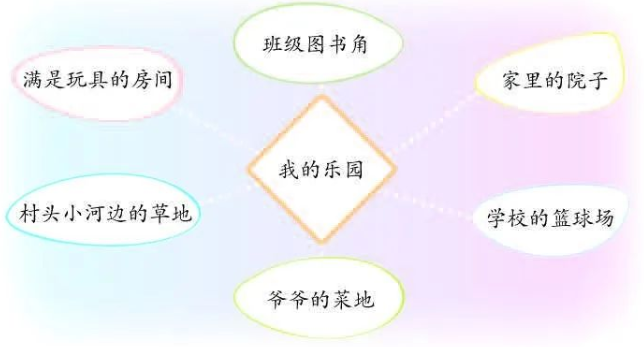 班级图书角
满是玩具的房间
家里的院子
我的乐园
村头小河边的草地
学校的篮球场
爷爷的菜地